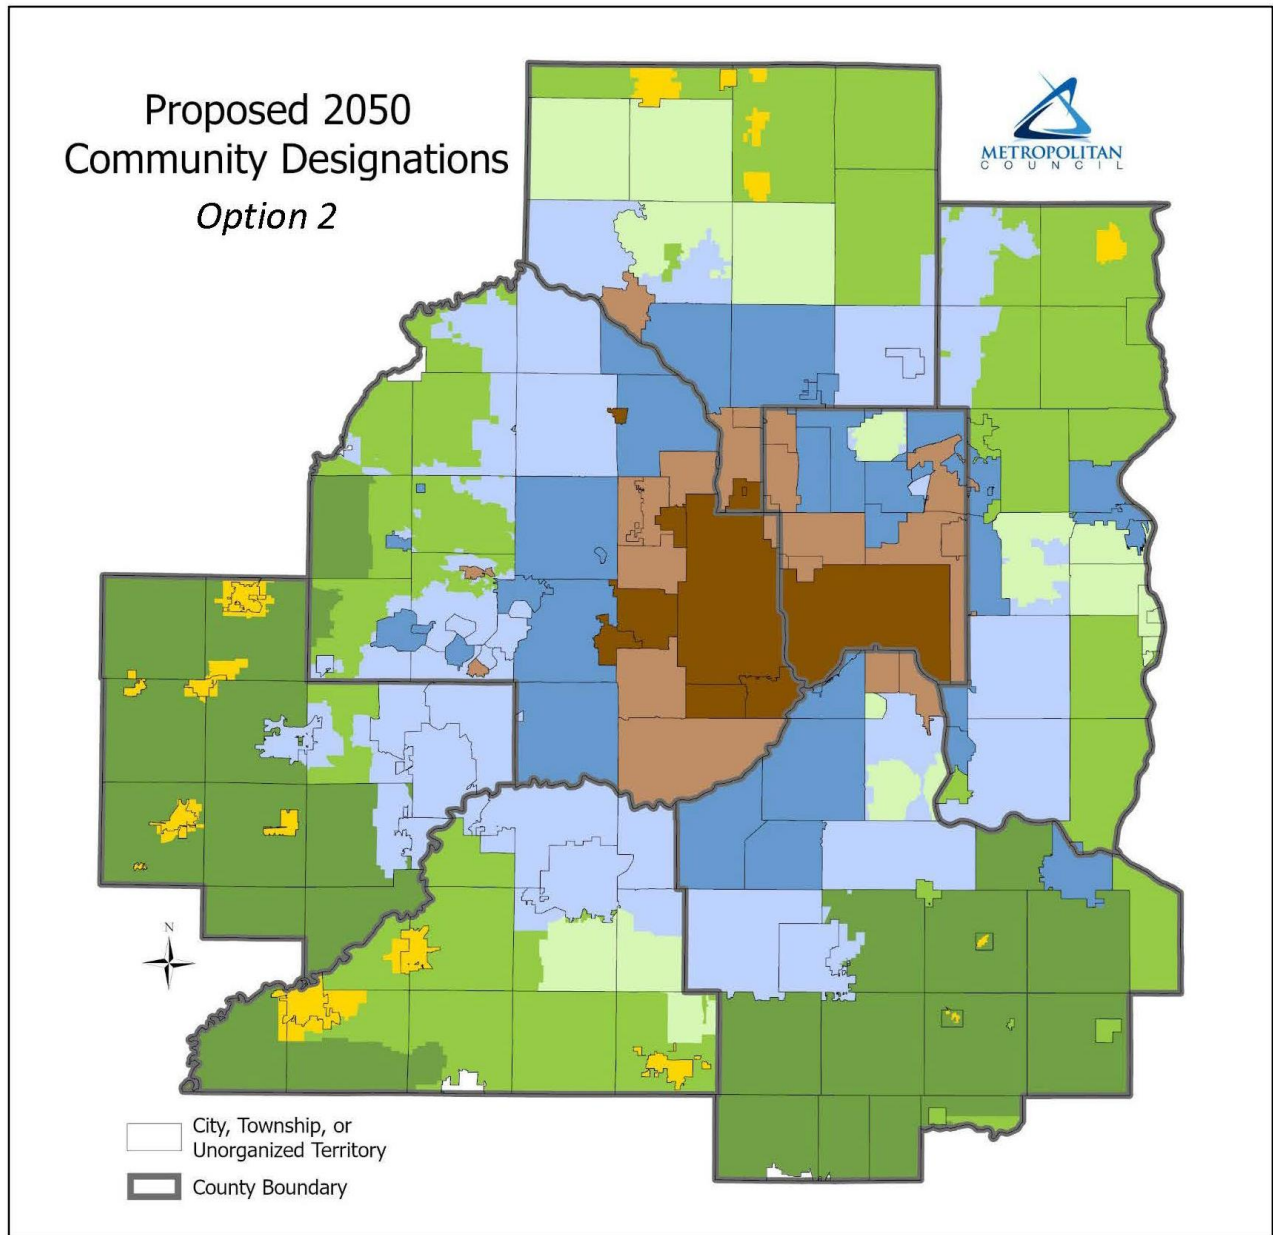 Proposed 2050
Community Designations
Option 2
METROPOLITAN
COUNCIL
N
City, Township, or
Unorganized Territory
County Boundary